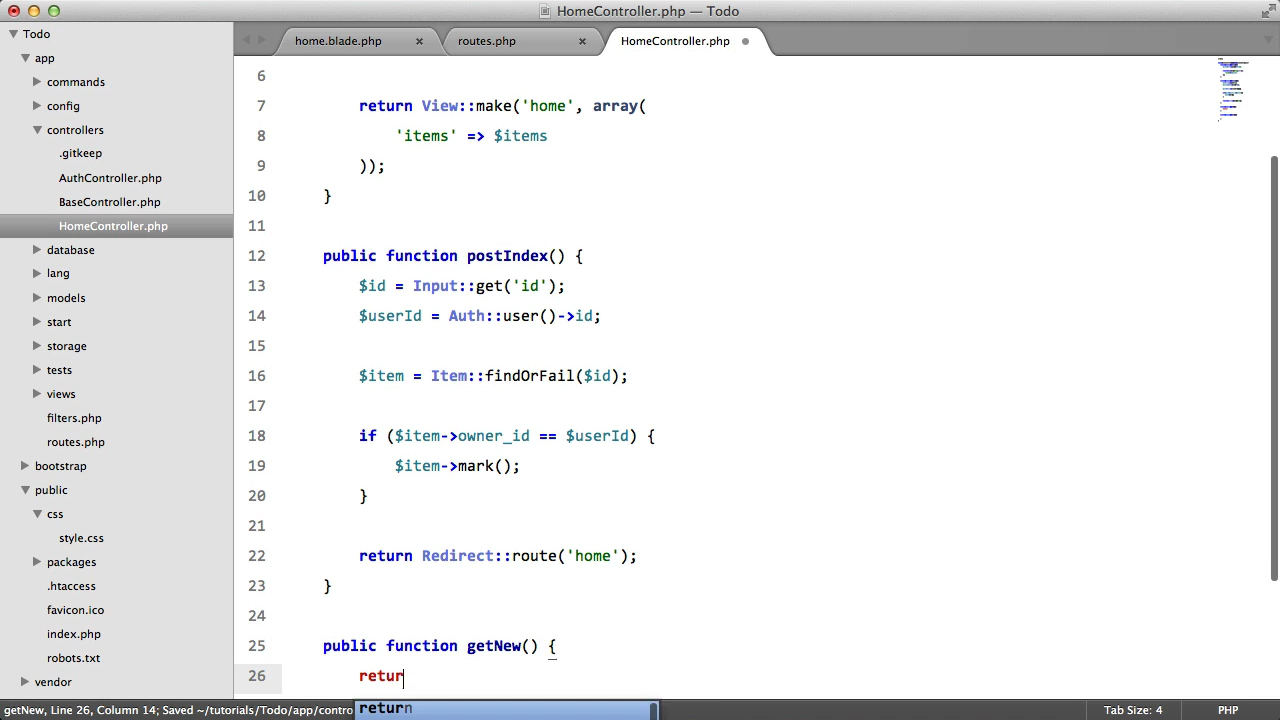 HomeController.php — Todo
Todo
app
commands
config
controllers
.gitkeep
AuthController.php
BaseController.php
HomeController.php
database
lang
models
start
storage
tests
views
filters.php
routes.php
bootstrap
public
css
style.css
packages
.htaccess
favicon.ico
index.php
robots.txt
vendor
home.blade.php × routes.php × HomeController.php
6
7 return View::make('home', array(
8 'items' => $items
9 ));
10 }
11
12 public function postIndex() {
13 $id = Input::get('id');
14 $userId = Auth::user()->id;
15
16 $item = Item::findOrFail($id);
17
18 if ($item->owner_id == $userId) {
19 $item->mark();
20 }
21
22 return Redirect::route('home');
23 }
24
25 public function getNew() {
26 retur
return
getNew, Line 26, Column 14; Saved ~/tutorials/Todo/app/contro
Tab Size: 4 PHP